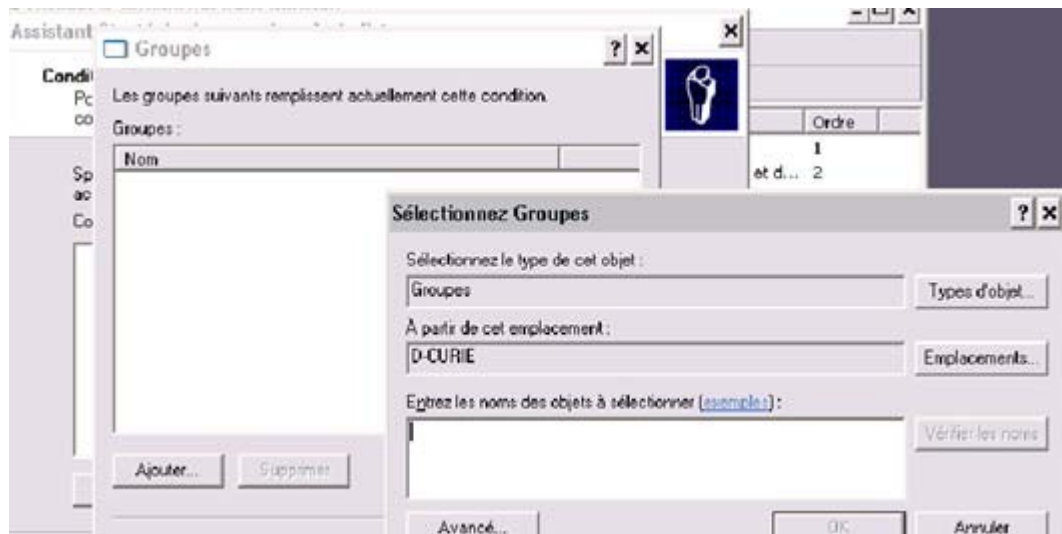 Assistant
Groupes
Condi
Les groupes suivants remplissent actuellement cette condition.
Groupes :
Nom
Ordre
1
et d... 2
Sp
ac
Co
Sélectionnez Groupes
Sélectionnez le type de cet objet :
Groupes
Types d'objet...
À partir de cet emplacement :
D-CURIE
Emplacements...
Entrez les noms des objets à sélectionner (exemples) :
Vérifier les noms
Ajouter...
Supprimer
Avancé...
OK
Annuler